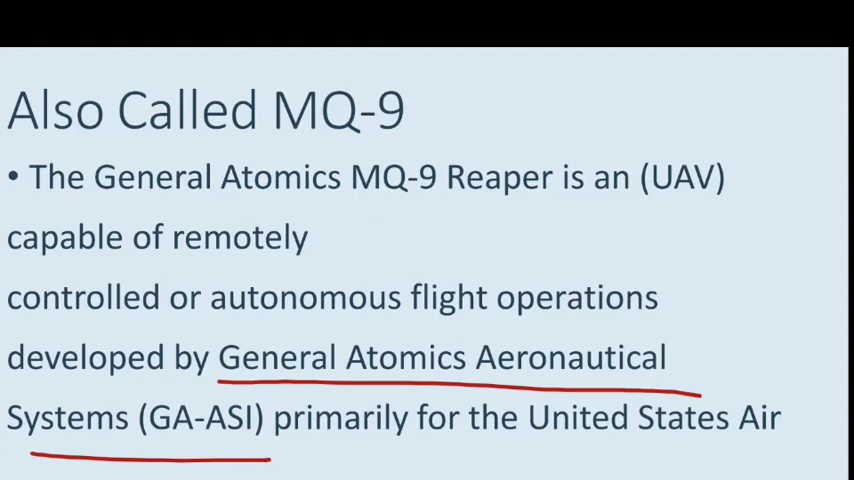 Also Called MQ-9
• The General Atomics MQ-9 Reaper is an (UAV)
capable of remotely
controlled or autonomous flight operations
developed by General Atomics Aeronautical
Systems (GA-ASI) primarily for the United States Air